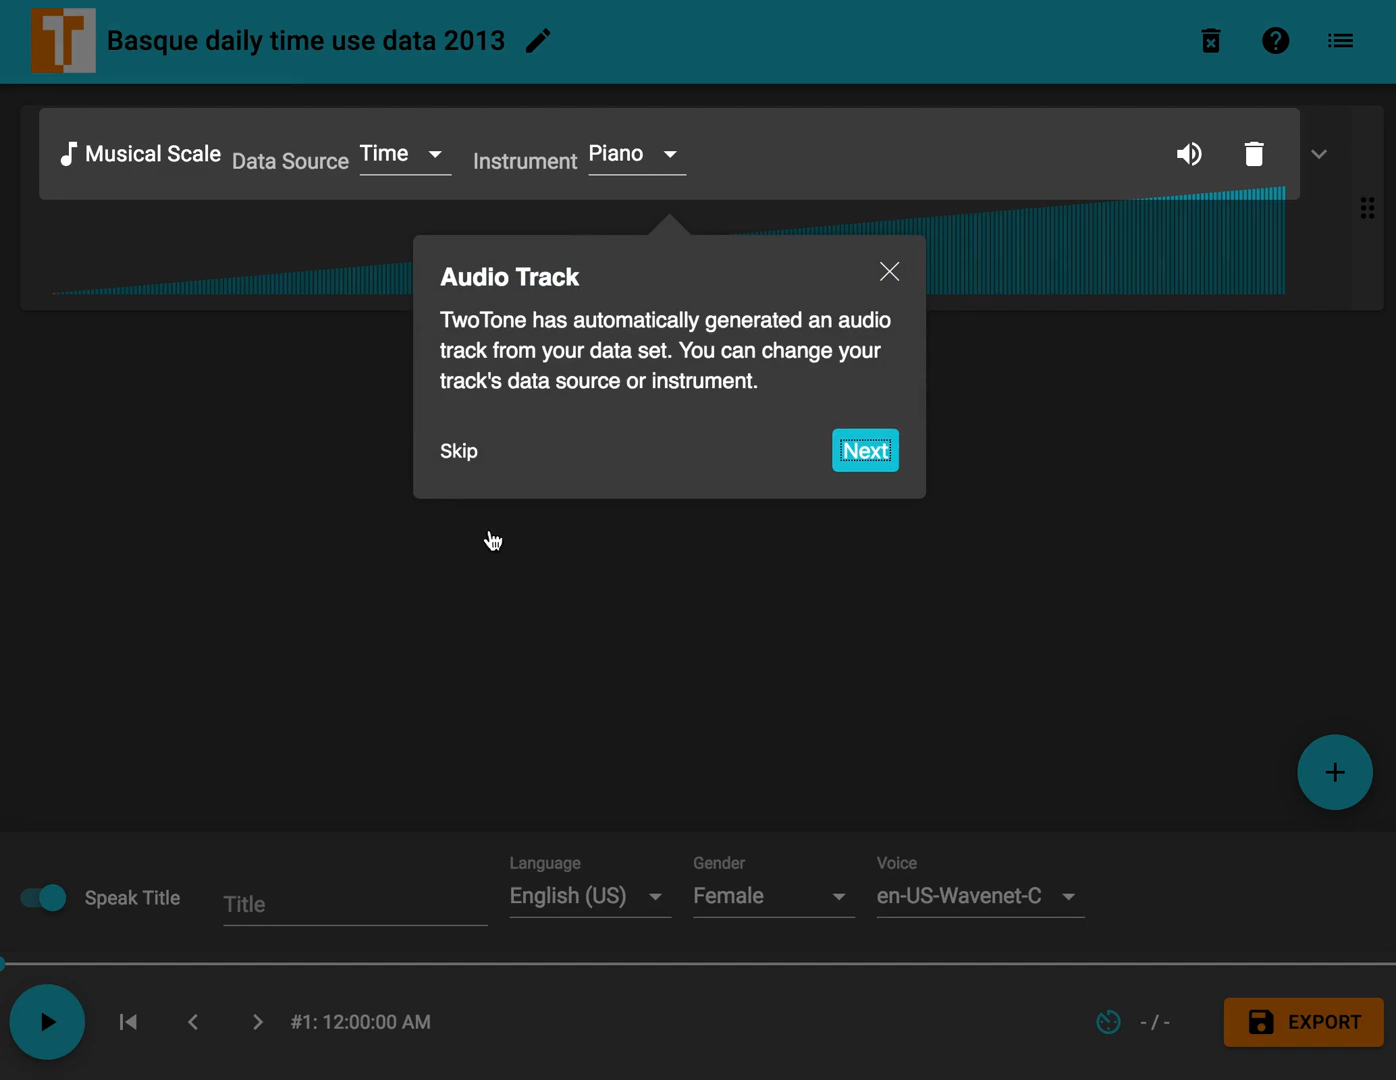 T Basque daily time use data 2013
Musical Scale Data Source Time Instrument Piano
Audio Track
TwoTone has automatically generated an audio
track from your data set. You can change your
track's data source or instrument.
Skip Next
Language Gender Voice
Speak Title Title English (US) Female en-US-Wavenet-C
#1: 12:00:00 AM - / - EXPORT